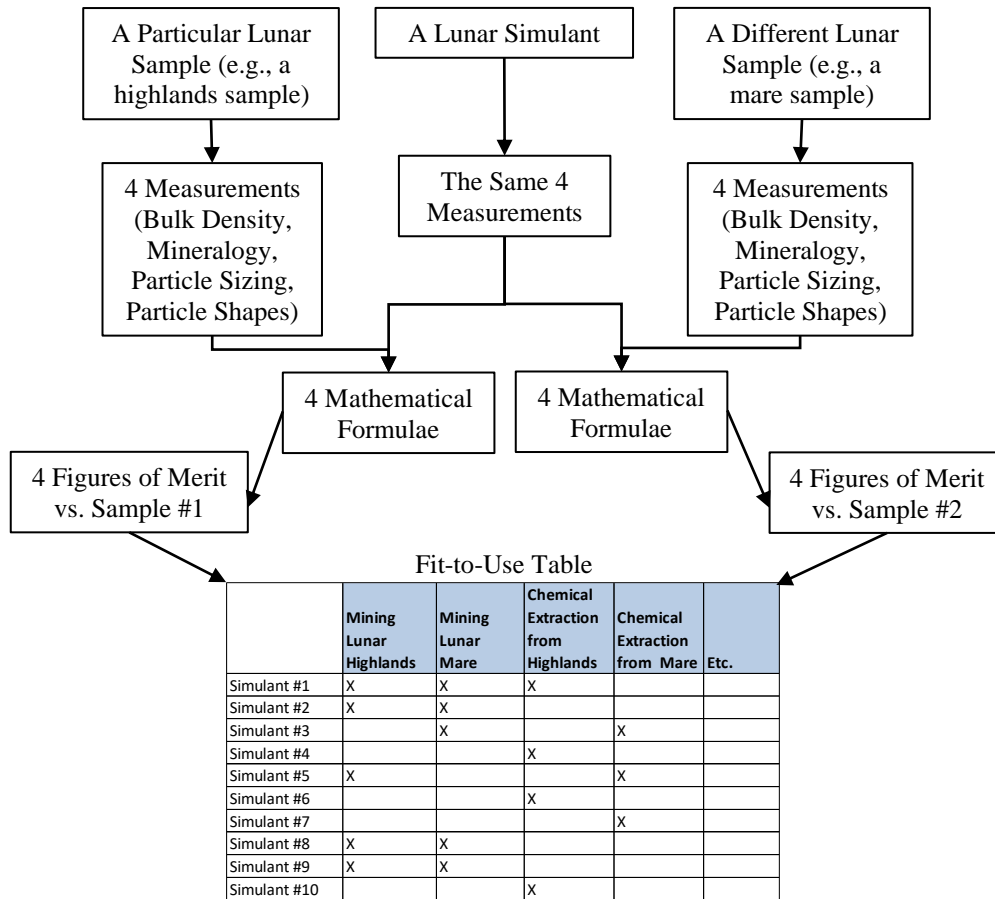 A Particular Lunar
Sample (e.g., a
highlands sample)
A Lunar Simulant
A Different Lunar
Sample (e.g., a
mare sample)
4 Measurements
(Bulk Density,
Mineralogy,
Particle Sizing,
Particle Shapes)
The Same 4
Measurements
4 Measurements
(Bulk Density,
Mineralogy,
Particle Sizing,
Particle Shapes)
4 Mathematical
Formulae
4 Mathematical
Formulae
4 Figures of Merit
vs. Sample #1
4 Figures of Merit
vs. Sample #2
Fit-to-Use Table
Mining
Lunar
Highlands
Mining
Lunar
Mare
Chemical
Extraction
from
Highlands
Chemical
Extraction
from Mare
Etc.
Simulant #1 X X X
Simulant #2 X X
Simulant #3 X X
Simulant #4 X
Simulant #5 X X
Simulant #6 X
Simulant #7 X
Simulant #8 X X
Simulant #9 X X
Simulant #10 X